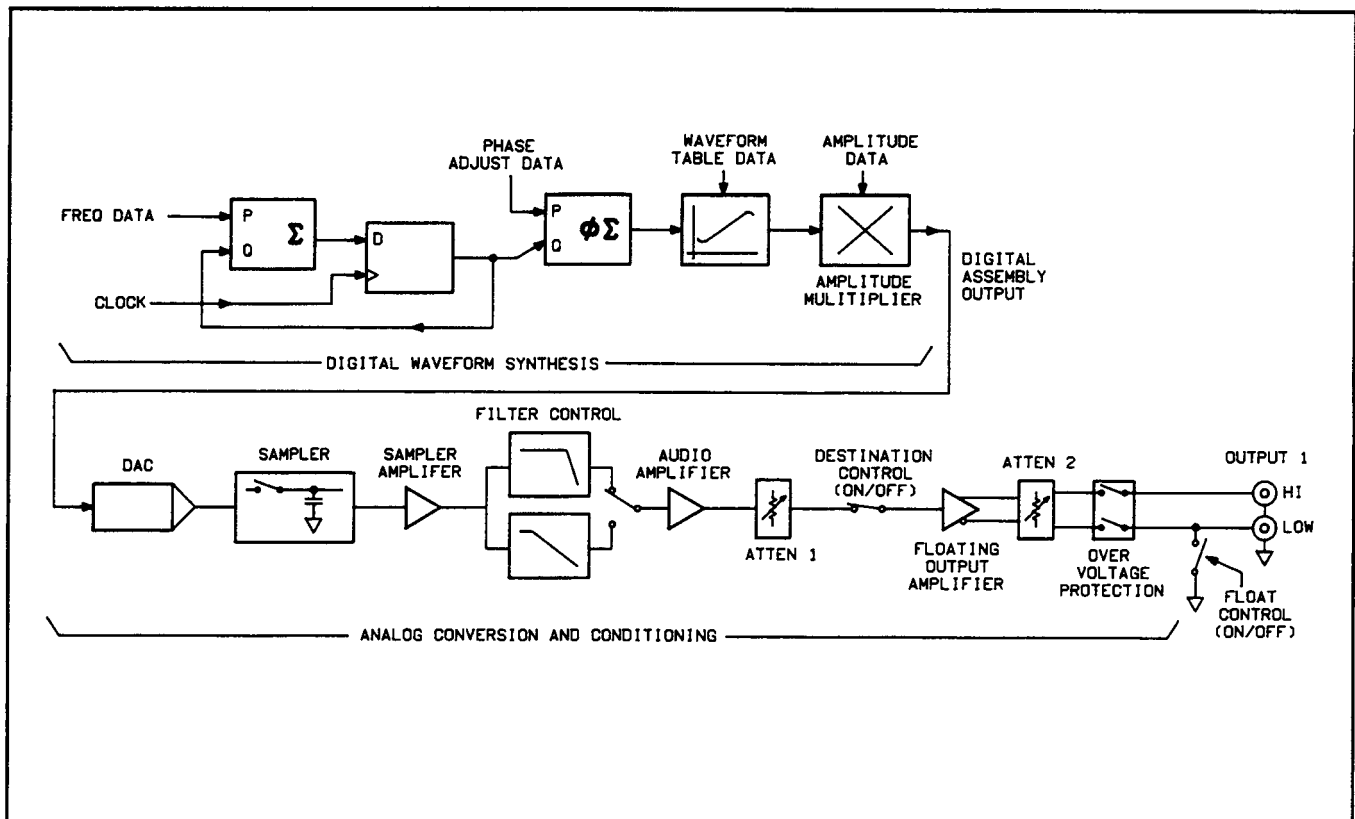 PHASE
ADJUST DATA
WAVEFORM
TABLE DATA
AMPLITUDE
DATA
FREQ DATA
P
Q
Σ
D
P
Q
ΦΣ
CLOCK
AMPLITUDE
MULITIPLIER
DIGITAL
ASSEMBLY
OUTPUT
DIGITAL WAVEFORM SYNTHESIS
FILTER CONTROL
DAC
SAMPLER
SAMPLER
AMPLIFER
AUDIO
AMPLIFIER
DESTINATION
CONTROL
(ON/OFF)
ATTEN 2
OUTPUT 1
HI
LOW
ATTEN 1
FLOATING
OUTPUT
AMPLIFIER
OVER
VOLTAGE
PROTECTION
FLOAT
CONTROL
(ON/OFF)
ANALOG CONVERSION AND CONDITIONING